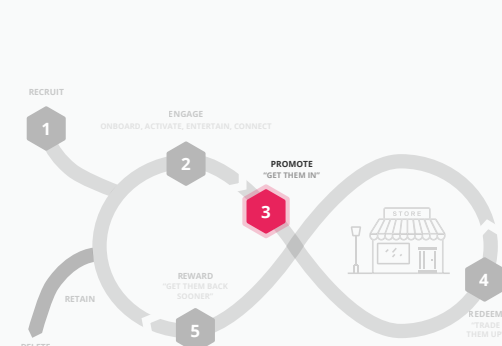 RECRUIT
1
ENGAGE
ONBOARD, ACTIVATE, ENTERTAIN, CONNECT
2
PROMOTE
"GET THEM IN"
3
STORE
4
REDEEM
"TRADE
THEM UP"
REWARD
"GET THEM BACK
SOONER"
5
RETAIN
DELETE